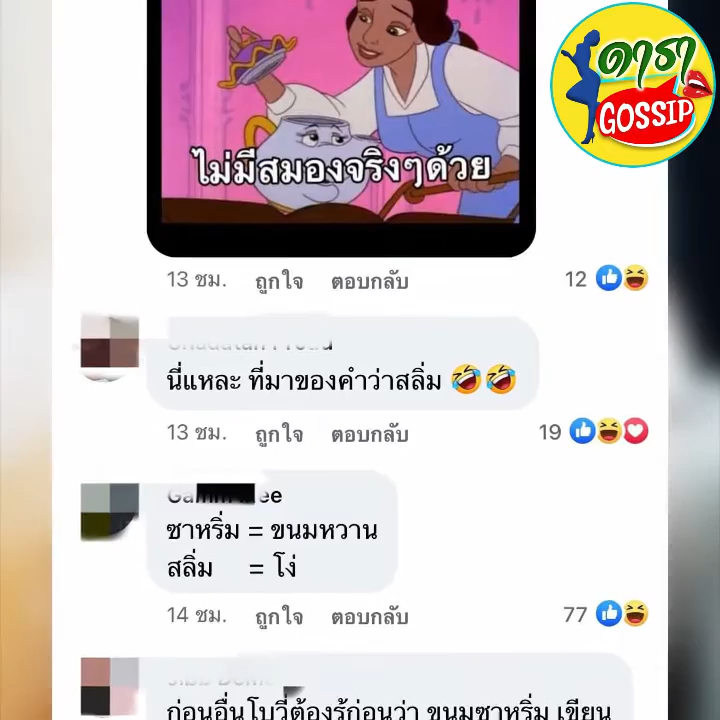 ดารา
GOSSIP
ไม่มีสมองจริงๆด้วย
13 ชม. ถูกใจ ตอบกลับ 12
นี่แหละ ที่มาของคำว่าสลิ่ม 🤣🤣
13 ชม. ถูกใจ ตอบกลับ 19
ซาหริ่ม = ขนมหวาน
สลิ่ม = โง่
14 ชม. ถูกใจ ตอบกลับ 77
ก่อนอื่นโบวี่ต้องรู้ก่อนว่า ขนมซาหริ่ม เขียน